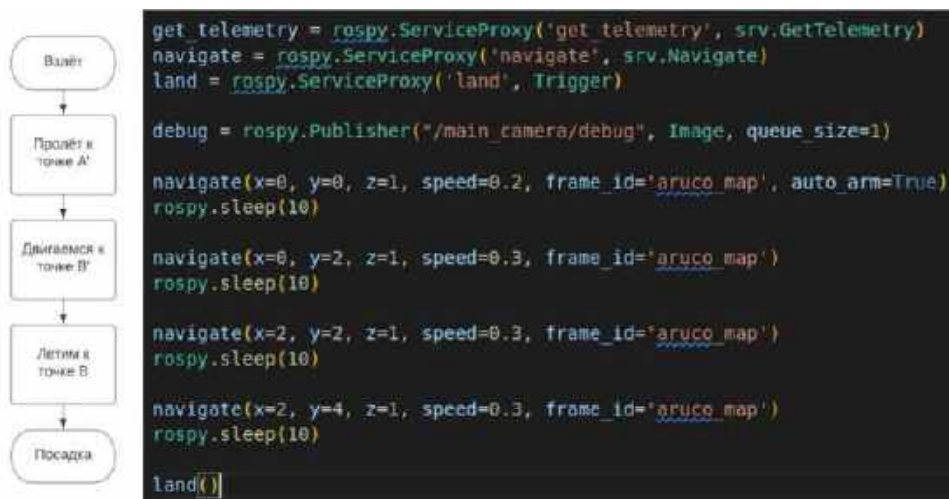 Взлёт
Пролёт к
точке A'
Двигаемся к
точке B'
Летим к
точке B
Посадка
get_telemetry = rospy.ServiceProxy('get_telemetry', srv.GetTelemetry)
navigate = rospy.ServiceProxy('navigate', srv.Navigate)
land = rospy.ServiceProxy('land', Trigger)
debug = rospy.Publisher("/main_camera/debug", Image, queue_size=1)
navigate(x=0, y=0, z=1, speed=0.2, frame_id='aruco_map', auto_arm=True)
rospy.sleep(10)
navigate(x=0, y=2, z=1, speed=0.3, frame_id='aruco_map')
rospy.sleep(10)
navigate(x=2, y=2, z=1, speed=0.3, frame_id='aruco_map')
rospy.sleep(10)
navigate(x=2, y=4, z=1, speed=0.3, frame_id='aruco_map')
rospy.sleep(10)
land()